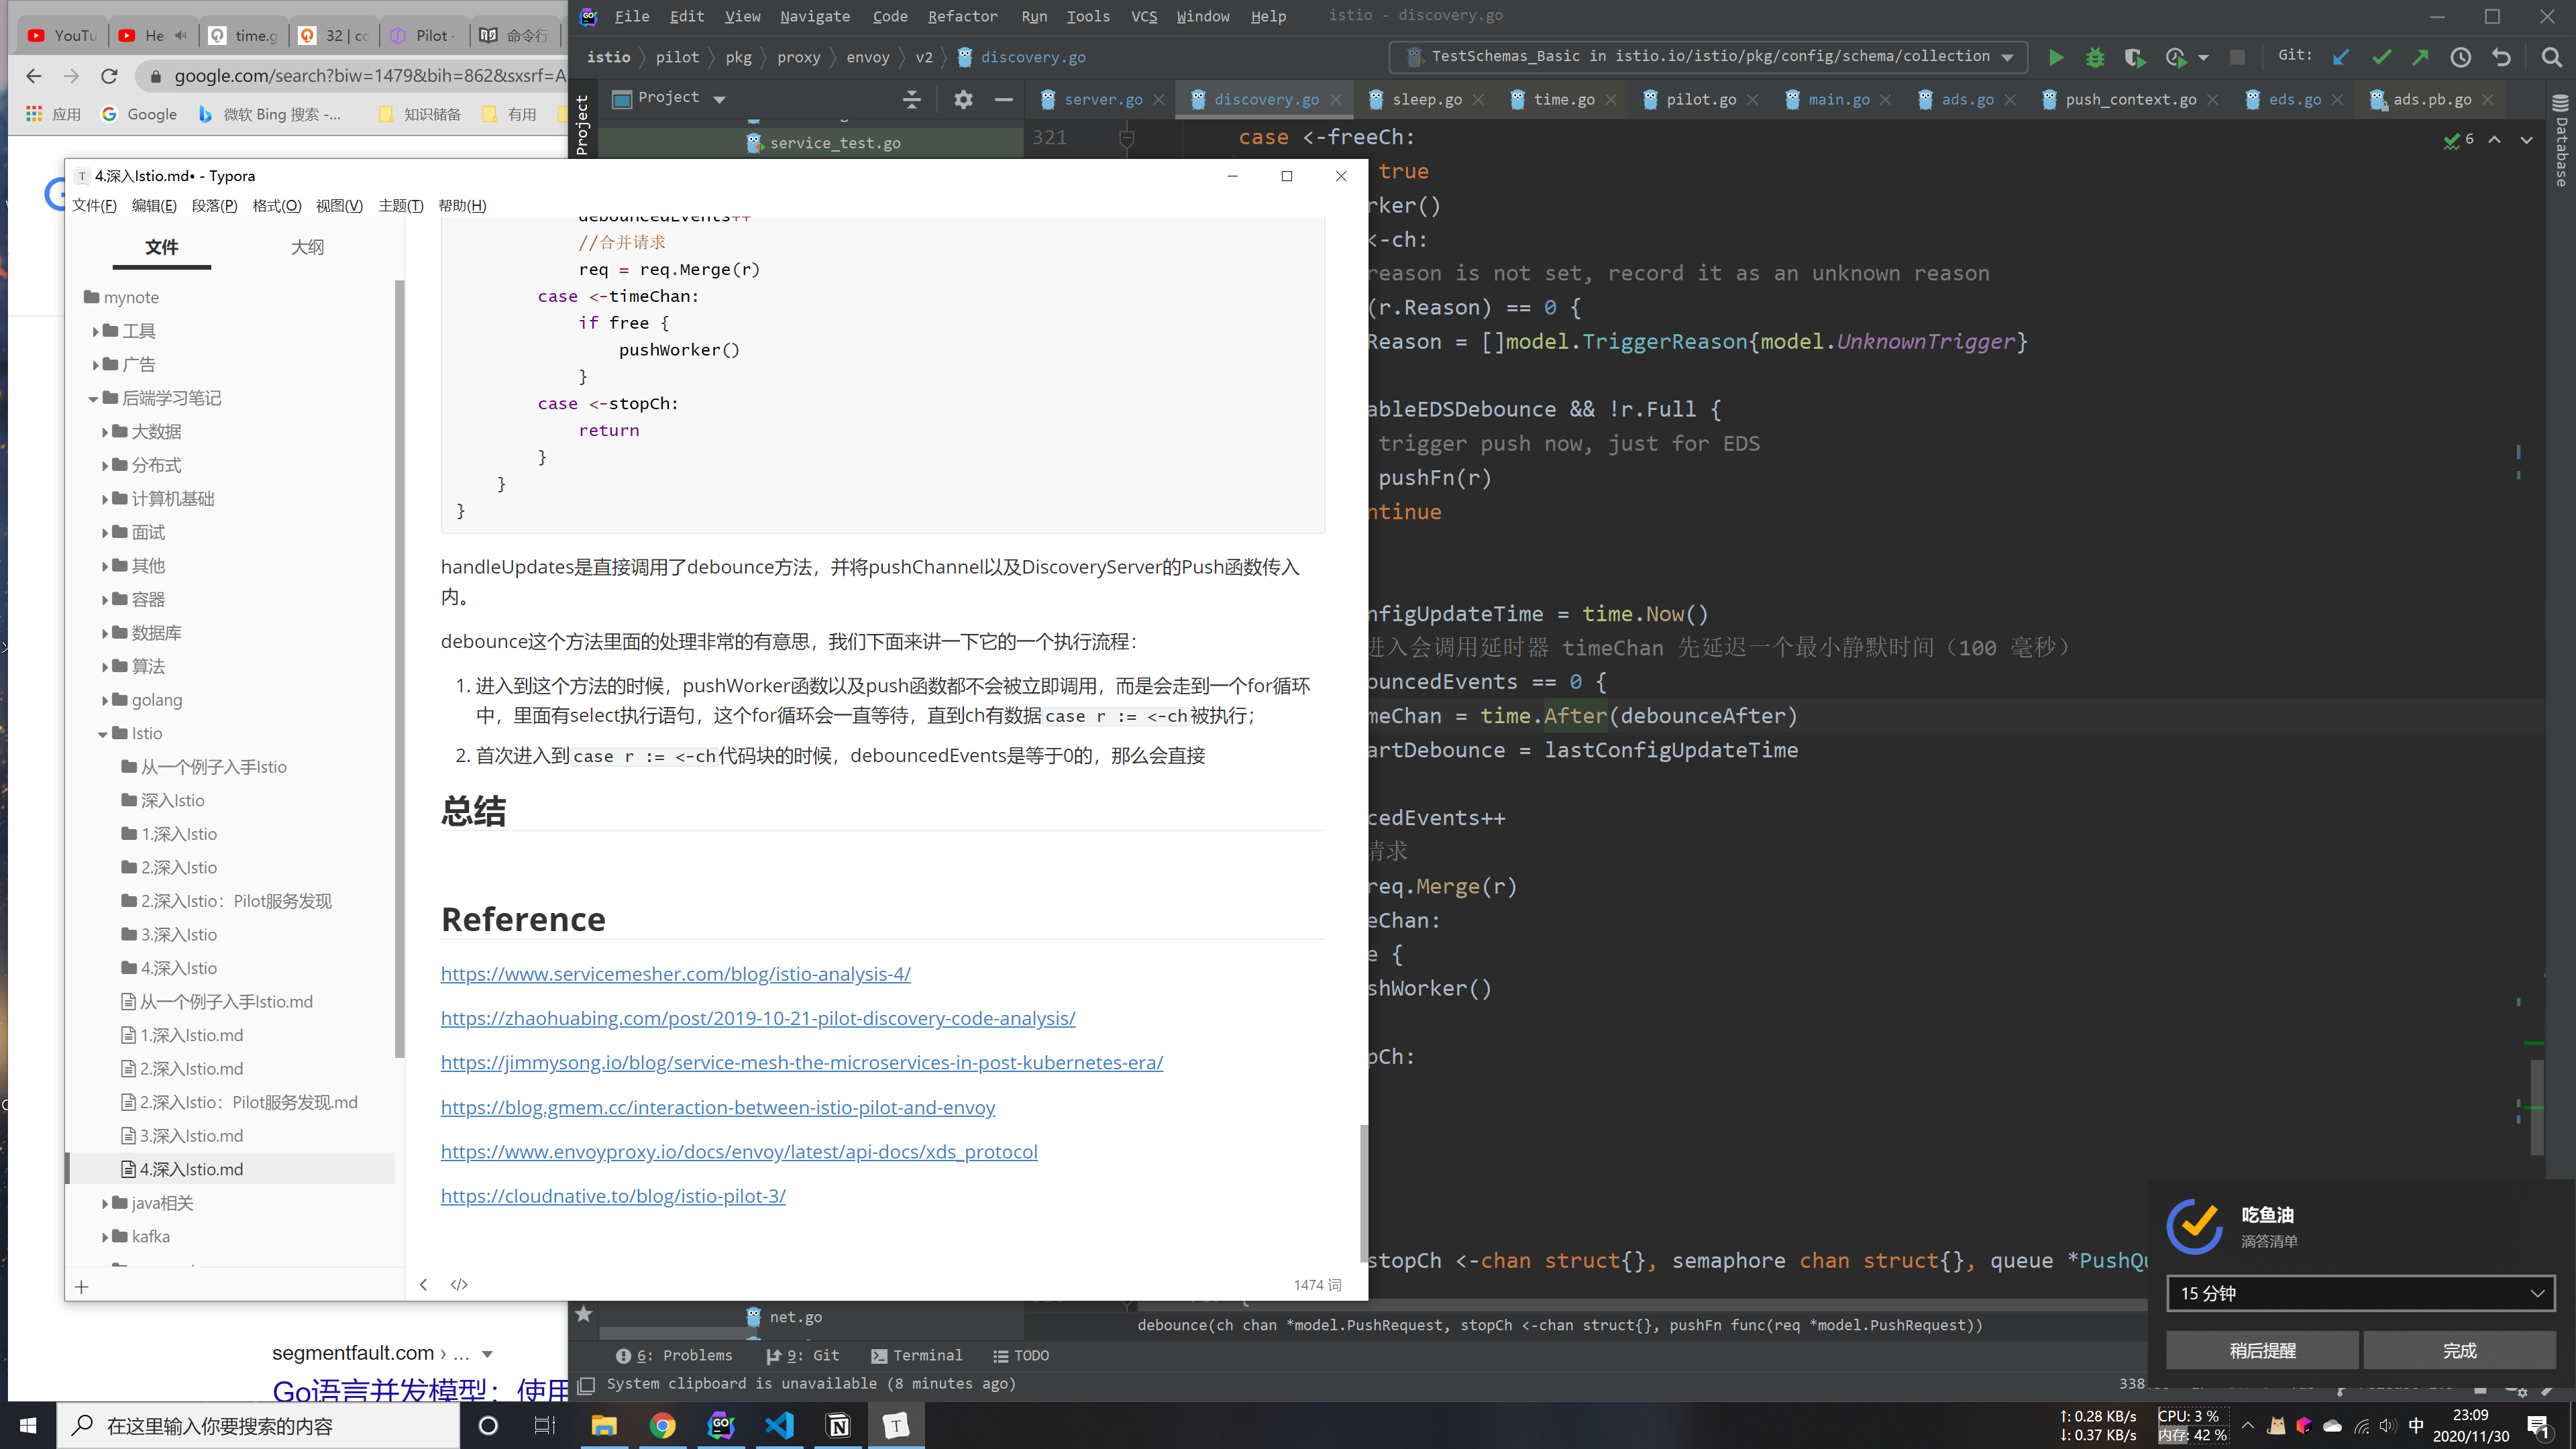 YouTu
He
time.g
32 | co
Pilot ·
命令行
google.com/search?biw=1479&bih=862&sxsrf=A
应用
Google
微软 Bing 搜索 -...
知识储备
有用
File Edit View Navigate Code Refactor Run Tools VCS Window Help
istio - discovery.go
istio pilot pkg proxy envoy v2 discovery.go
TestSchemas_Basic in istio.io/istio/pkg/config/schema/collection
Git:
Project
Project
server.go
discovery.go
sleep.go
time.go
pilot.go
main.go
ads.go
push_context.go
eds.go
ads.pb.go
Database
service_test.go
6
321
case <-freeCh:
true
rker()
<-ch:
reason is not set, record it as an unknown reason
(r.Reason) == 0 {
Reason = []model.TriggerReason{model.UnknownTrigger}
ableEDSDebounce && !r.Full {
trigger push now, just for EDS
pushFn(r)
ntinue
nfigUpdateTime = time.Now()
进入会调用延时器 timeChan 先延迟一个最小静默时间（100 毫秒）
ouncedEvents == 0 {
meChan = time.After(debounceAfter)
artDebounce = lastConfigUpdateTime
cedEvents++
请求
req.Merge(r)
eChan:
e {
shWorker()
pCh:
stopCh <-chan struct{}, semaphore chan struct{}, queue *PushQu
debounce(ch chan *model.PushRequest, stopCh <-chan struct{}, pushFn func(req *model.PushRequest))
net.go
6: Problems
9: Git
Terminal
TODO
System clipboard is unavailable (8 minutes ago)
4.深入Istio.md• - Typora
文件(F) 编辑(E) 段落(P) 格式(O) 视图(V) 主题(T) 帮助(H)
文件
大纲
mynote
工具
广告
后端学习笔记
大数据
分布式
计算机基础
面试
其他
容器
数据库
算法
golang
Istio
从一个例子入手Istio
深入Istio
1.深入Istio
2.深入Istio
2.深入Istio：Pilot服务发现
3.深入Istio
4.深入Istio
从一个例子入手Istio.md
1.深入Istio.md
2.深入Istio.md
2.深入Istio：Pilot服务发现.md
3.深入Istio.md
4.深入Istio.md
java相关
kafka
debouncedEvents++
//合并请求
req = req.Merge(r)
case <-timeChan:
if free {
pushWorker()
}
case <-stopCh:
return
}
}
}
handleUpdates是直接调用了debounce方法，并将pushChannel以及DiscoveryServer的Push函数传入
内。
debounce这个方法里面的处理非常的有意思，我们下面来讲一下它的一个执行流程：
1. 进入到这个方法的时候，pushWorker函数以及push函数都不会被立即调用，而是会走到一个for循环
中，里面有select执行语句，这个for循环会一直等待，直到ch有数据case r := <-ch被执行；
2. 首次进入到case r := <-ch代码块的时候，debouncedEvents是等于0的，那么会直接
总结
Reference
https://www.servicemesher.com/blog/istio-analysis-4/
https://zhaohuabing.com/post/2019-10-21-pilot-discovery-code-analysis/
https://jimmysong.io/blog/service-mesh-the-microservices-in-post-kubernetes-era/
https://blog.gmem.cc/interaction-between-istio-pilot-and-envoy
https://www.envoyproxy.io/docs/envoy/latest/api-docs/xds_protocol
https://cloudnative.to/blog/istio-pilot-3/
1474 词
segmentfault.com › ...
Go语言并发模型：使用
吃鱼油
滴答清单
15 分钟
稍后提醒
完成
在这里输入你要搜索的内容
↑: 0.28 KB/s
↓: 0.37 KB/s
CPU: 3 %
内存: 42 %
中
23:09
2020/11/30
1